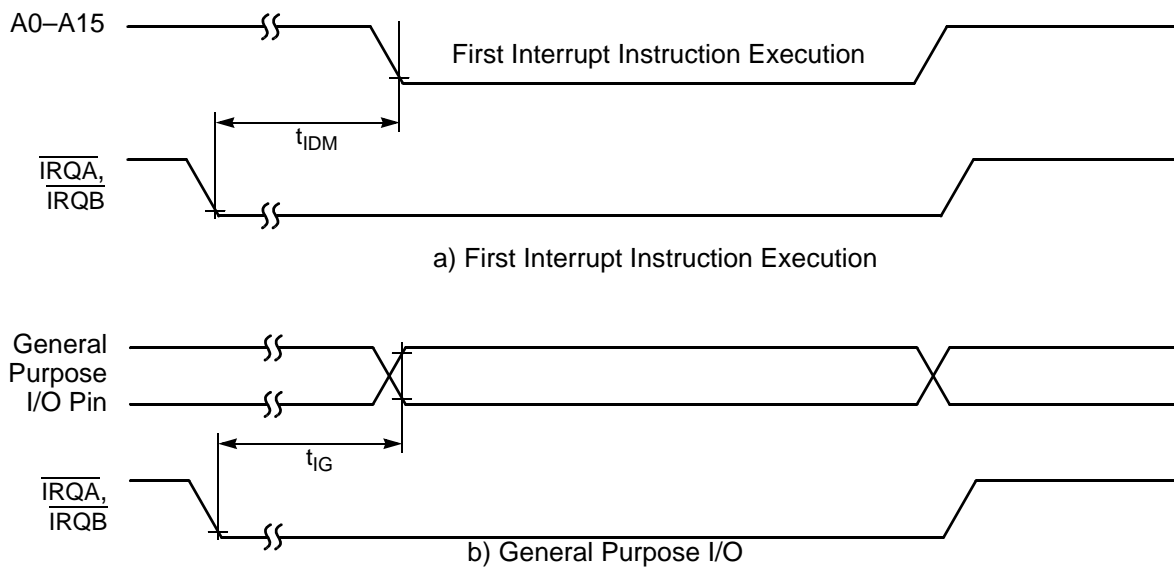 A0–A15
First Interrupt Instruction Execution
tIDM
IRQA,
IRQB
a) First Interrupt Instruction Execution
General
Purpose
I/O Pin
tIG
IRQA,
IRQB
b) General Purpose I/O